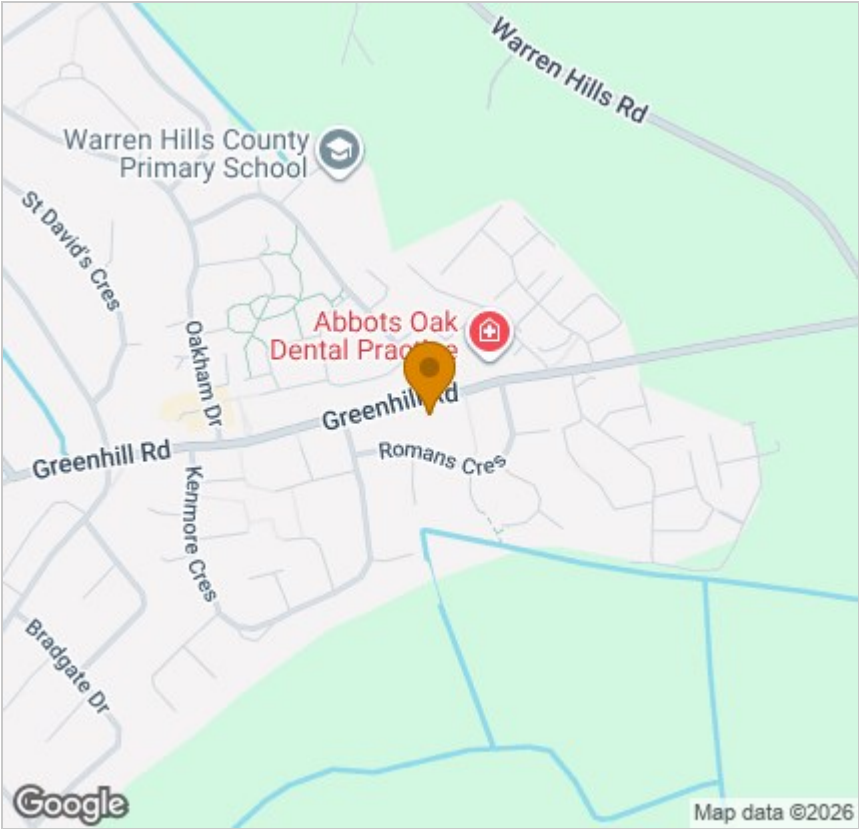 Warren Hills Rd
Warren Hills County
Primary School
St David's Cres
Abbots Oak
Dental Practice
Oakham Dr
Greenhill Rd
Romans Cres
Greenhill Rd
Kenmore Cres
Bradgate Dr
Google
Map data ©2026